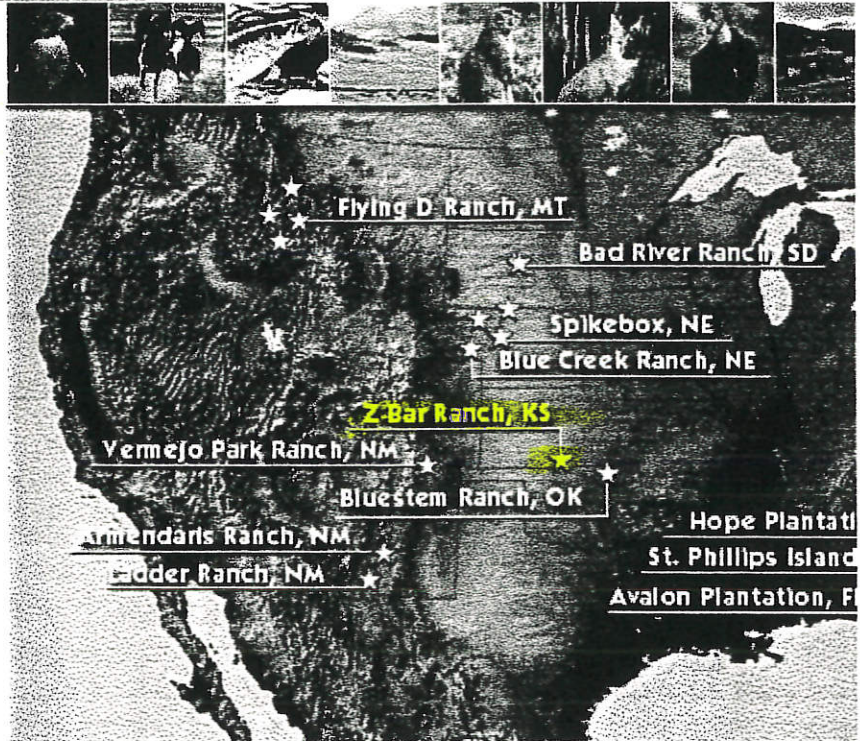 Flying D Ranch, MT
Bad River Ranch, SD
Spikebox, NE
Blue Creek Ranch, NE
Z Bar Ranch, KS
Vermejo Park Ranch, NM
Bluestem Ranch, OK
Armendaris Ranch, NM
Ladder Ranch, NM
Hope Plantati
St. Phillips Island
Avalon Plantation, F